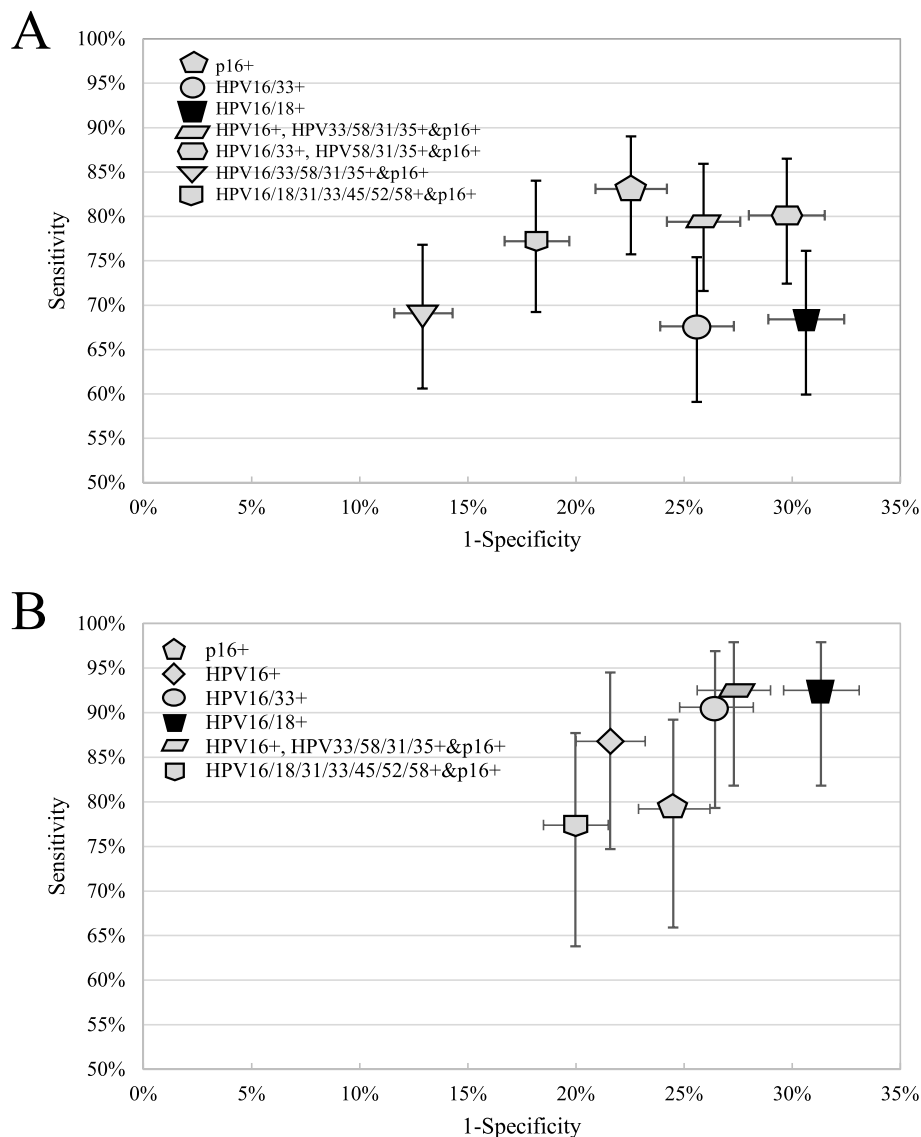 A
100%
95%
90%
85%
80%
75%
70%
65%
60%
55%
50%
Sensitivity
p16+
HPV16/33+
HPV16/18+
HPV16+, HPV33/58/31/35+&p16+
HPV16/33+, HPV58/31/35+&p16+
HPV16/33/58/31/35+&p16+
HPV16/18/31/33/45/52/58+&p16+
0% 5% 10% 15% 20% 25% 30% 35%
1-Specificity
B
100%
95%
90%
85%
80%
75%
70%
65%
60%
55%
50%
Sensitivity
p16+
HPV16+
HPV16/33+
HPV16/18+
HPV16+, HPV33/58/31/35+&p16+
HPV16/18/31/33/45/52/58+&p16+
0% 5% 10% 15% 20% 25% 30% 35%
1-Specificity